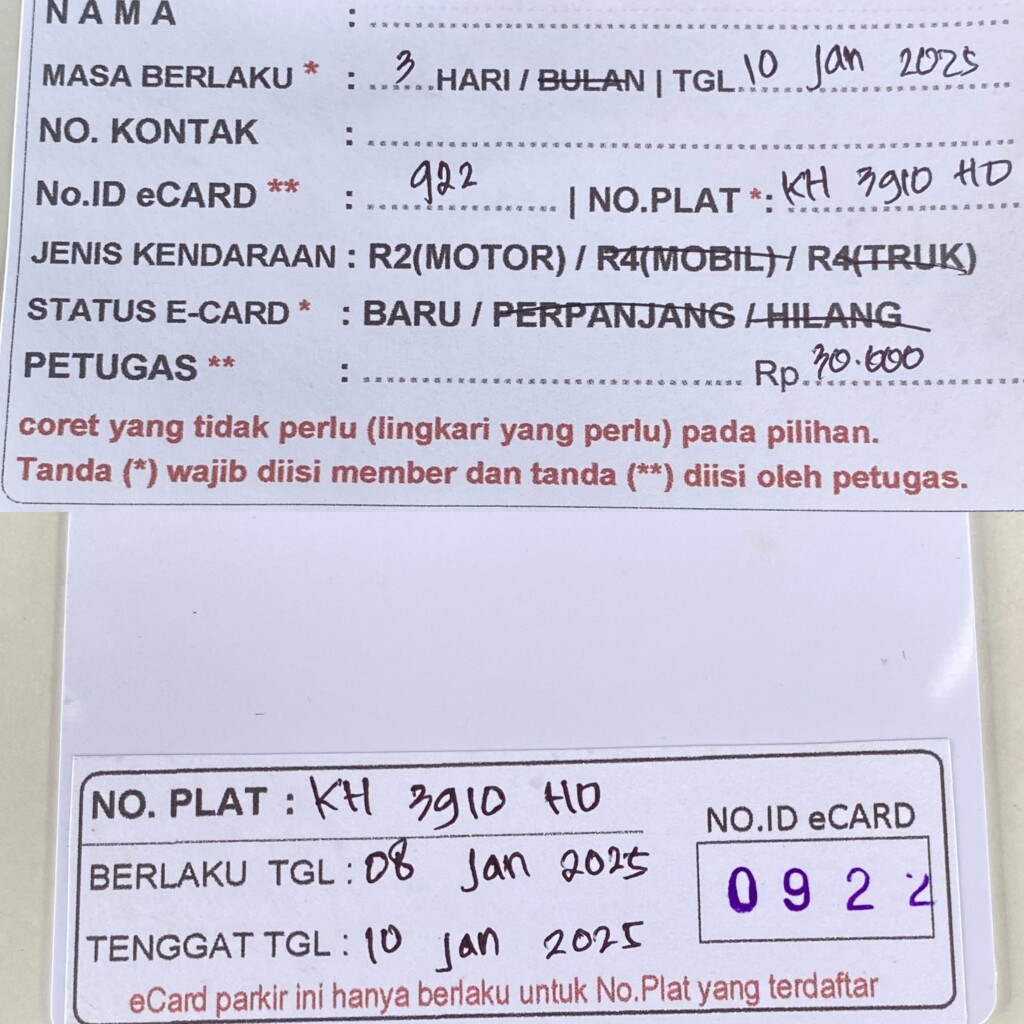 NAMA :
MASA BERLAKU * : 3 HARI / BULAN | TGL 10 Jan 2025
NO. KONTAK :
No.ID eCARD ** : 922 | NO.PLAT *: KH 3910 HD
JENIS KENDARAAN : R2(MOTOR) / R4(MOBIL) / R4(TRUK)
STATUS E-CARD * : BARU / PERPANJANG / HILANG
PETUGAS ** : Rp 30.000
coret yang tidak perlu (lingkari yang perlu) pada pilihan.
Tanda (*) wajib diisi member dan tanda (**) diisi oleh petugas.
NO. PLAT : KH 3910 HD
NO.ID eCARD
BERLAKU TGL : 08 Jan 2025
0922
TENGGAT TGL : 10 Jan 2025
eCard parkir ini hanya berlaku untuk No.Plat yang terdaftar